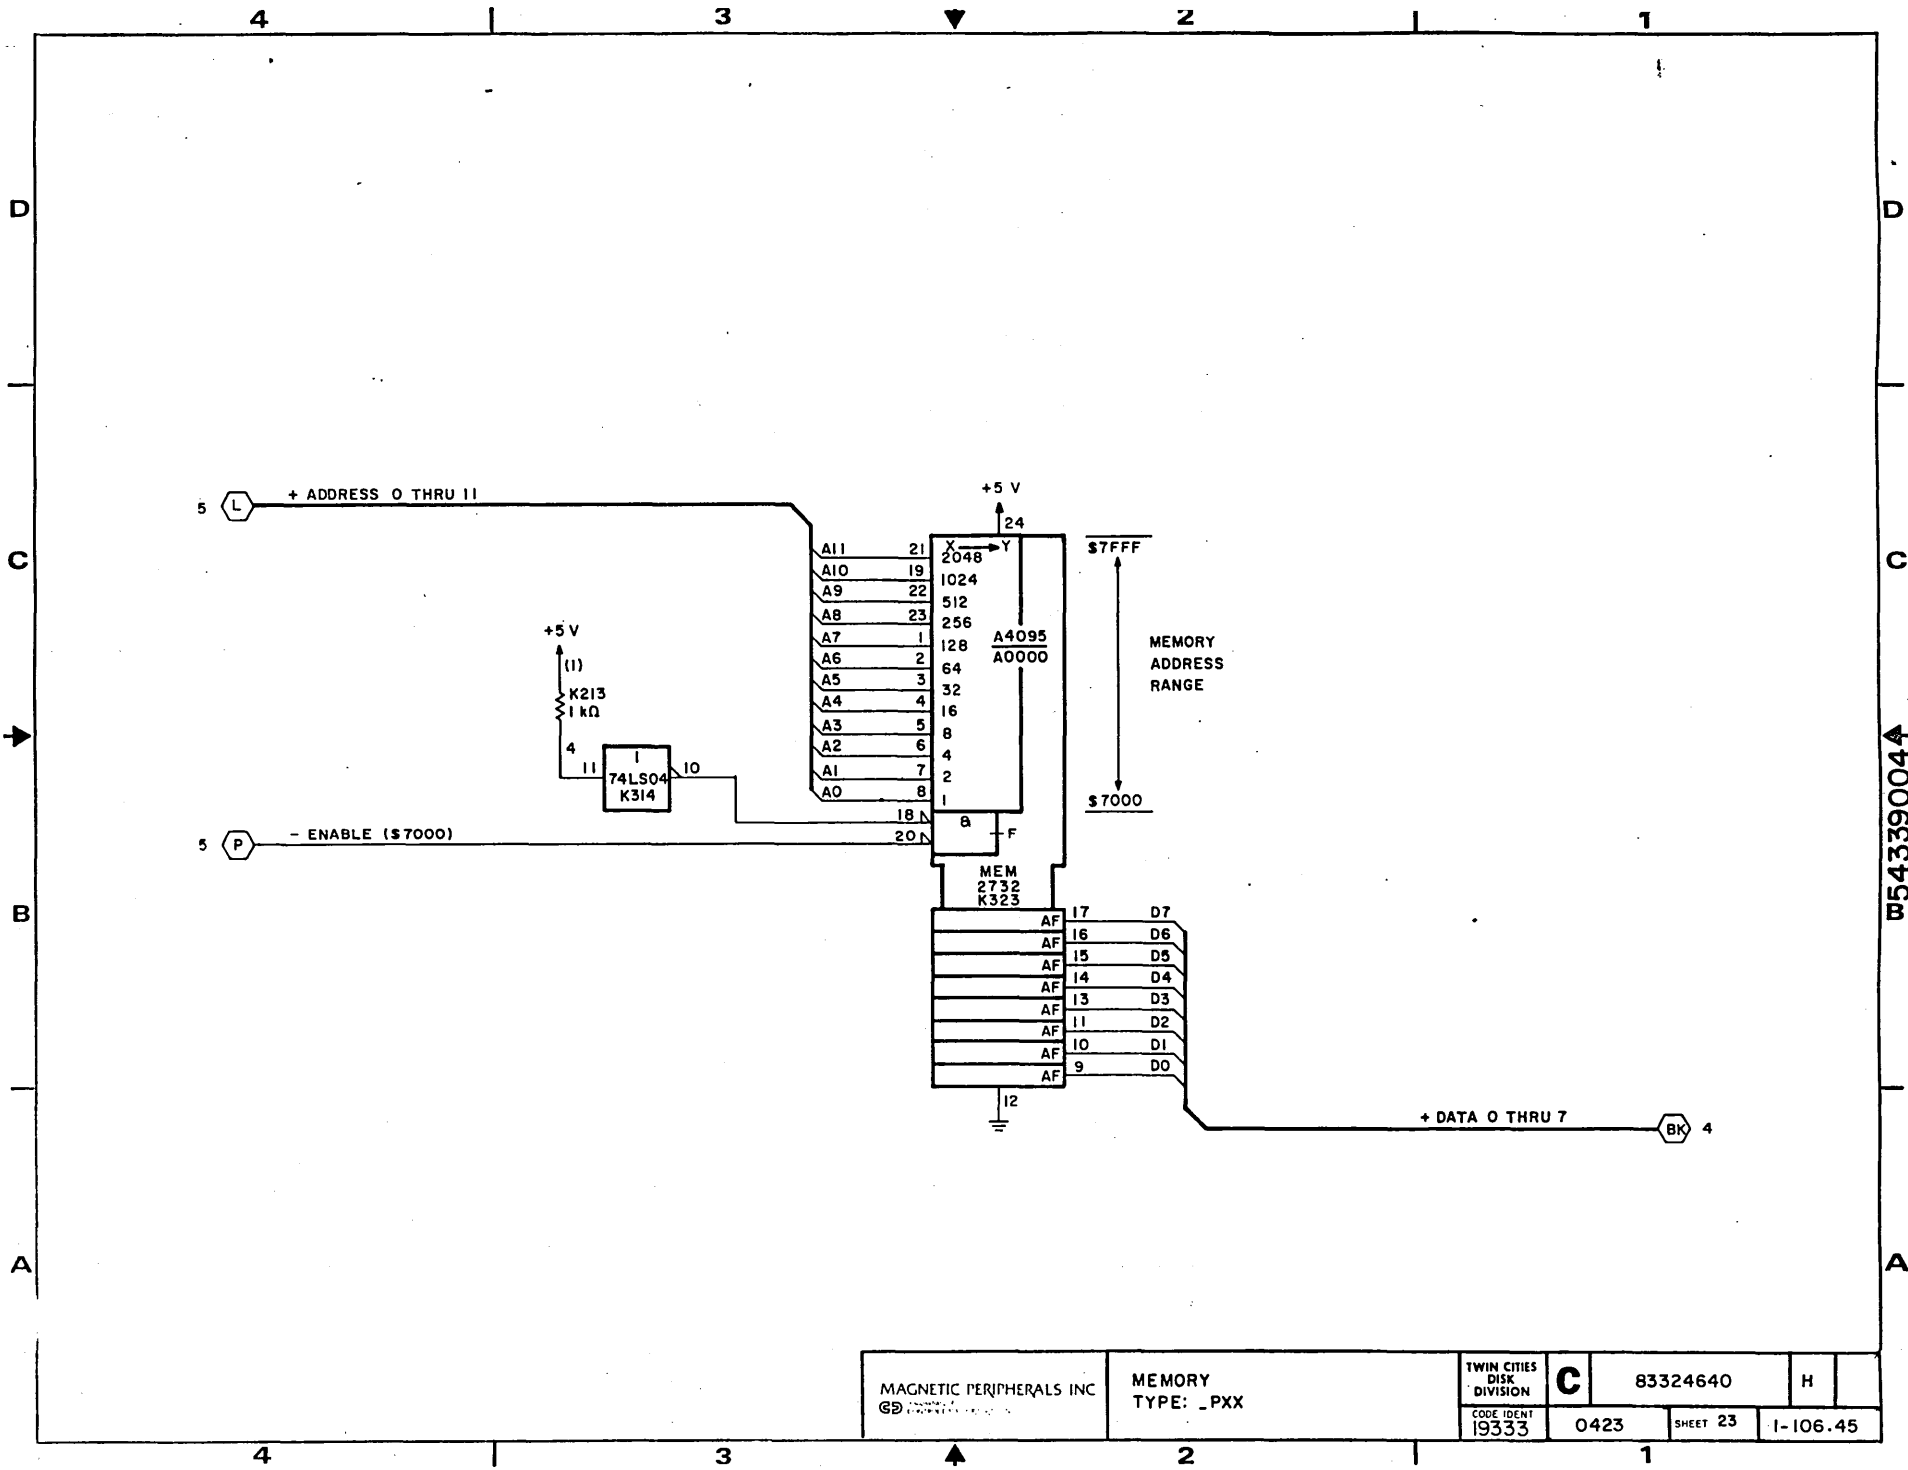 4 3 2 1
D D
+ ADDRESS 0 THRU 11
5 L
+5 V
24
C C
A11 21 2048
X Y
A10 19 1024
A9 22 512
A8 23 256
A7 1 128
A6 2 64
A5 3 32
A4 4 16
A3 5 8
A2 6 4
A1 7 2
A0 8 1
A4095
A0000
$7FFF
MEMORY
ADDRESS
RANGE
$7000
+5 V
(1)
K213
1 kΩ
4
11 1 10
74LS04
K314
18 &
20 F
- ENABLE ($7000)
5 P
MEM
2732
K323
B
AF 17 D7
AF 16 D6
AF 15 D5
AF 14 D4
AF 13 D3
AF 11 D2
AF 10 D1
AF 9 D0
12
+ DATA 0 THRU 7
BK 4
B54339004
A A
MAGNETIC PERIPHERALS INC
MEMORY
TYPE: _PXX
TWIN CITIES
DISK
DIVISION
C 83324640 H
CODE IDENT
19333
0423 SHEET 23 1-106.45
4 3 2 1